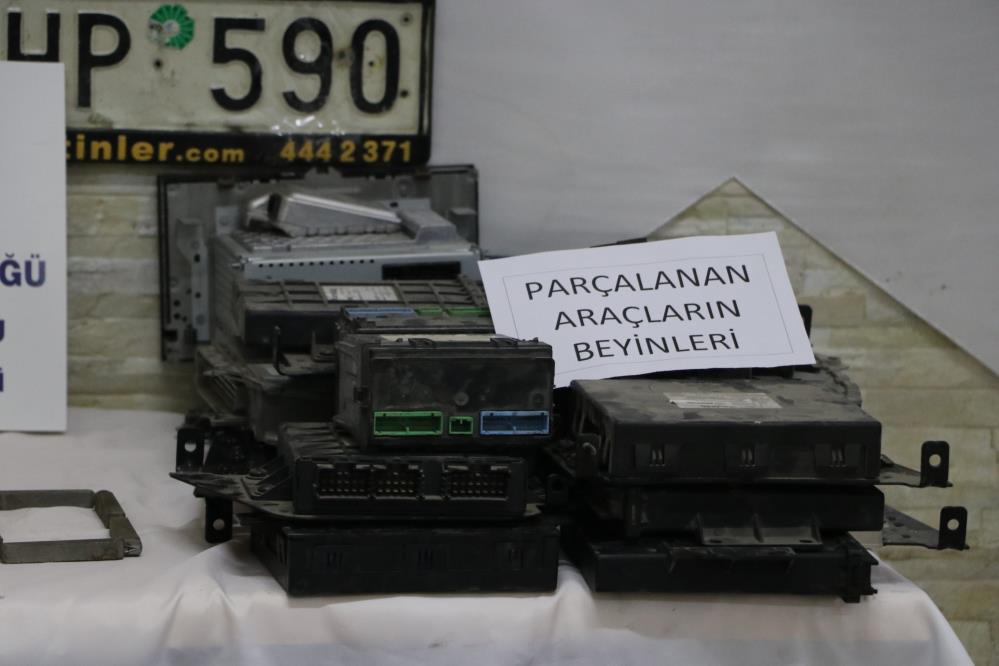 HP 590
tinler.com 444 2 371
ĞÜ
PARÇALANAN
ARAÇLARIN
BEYİNLERİ